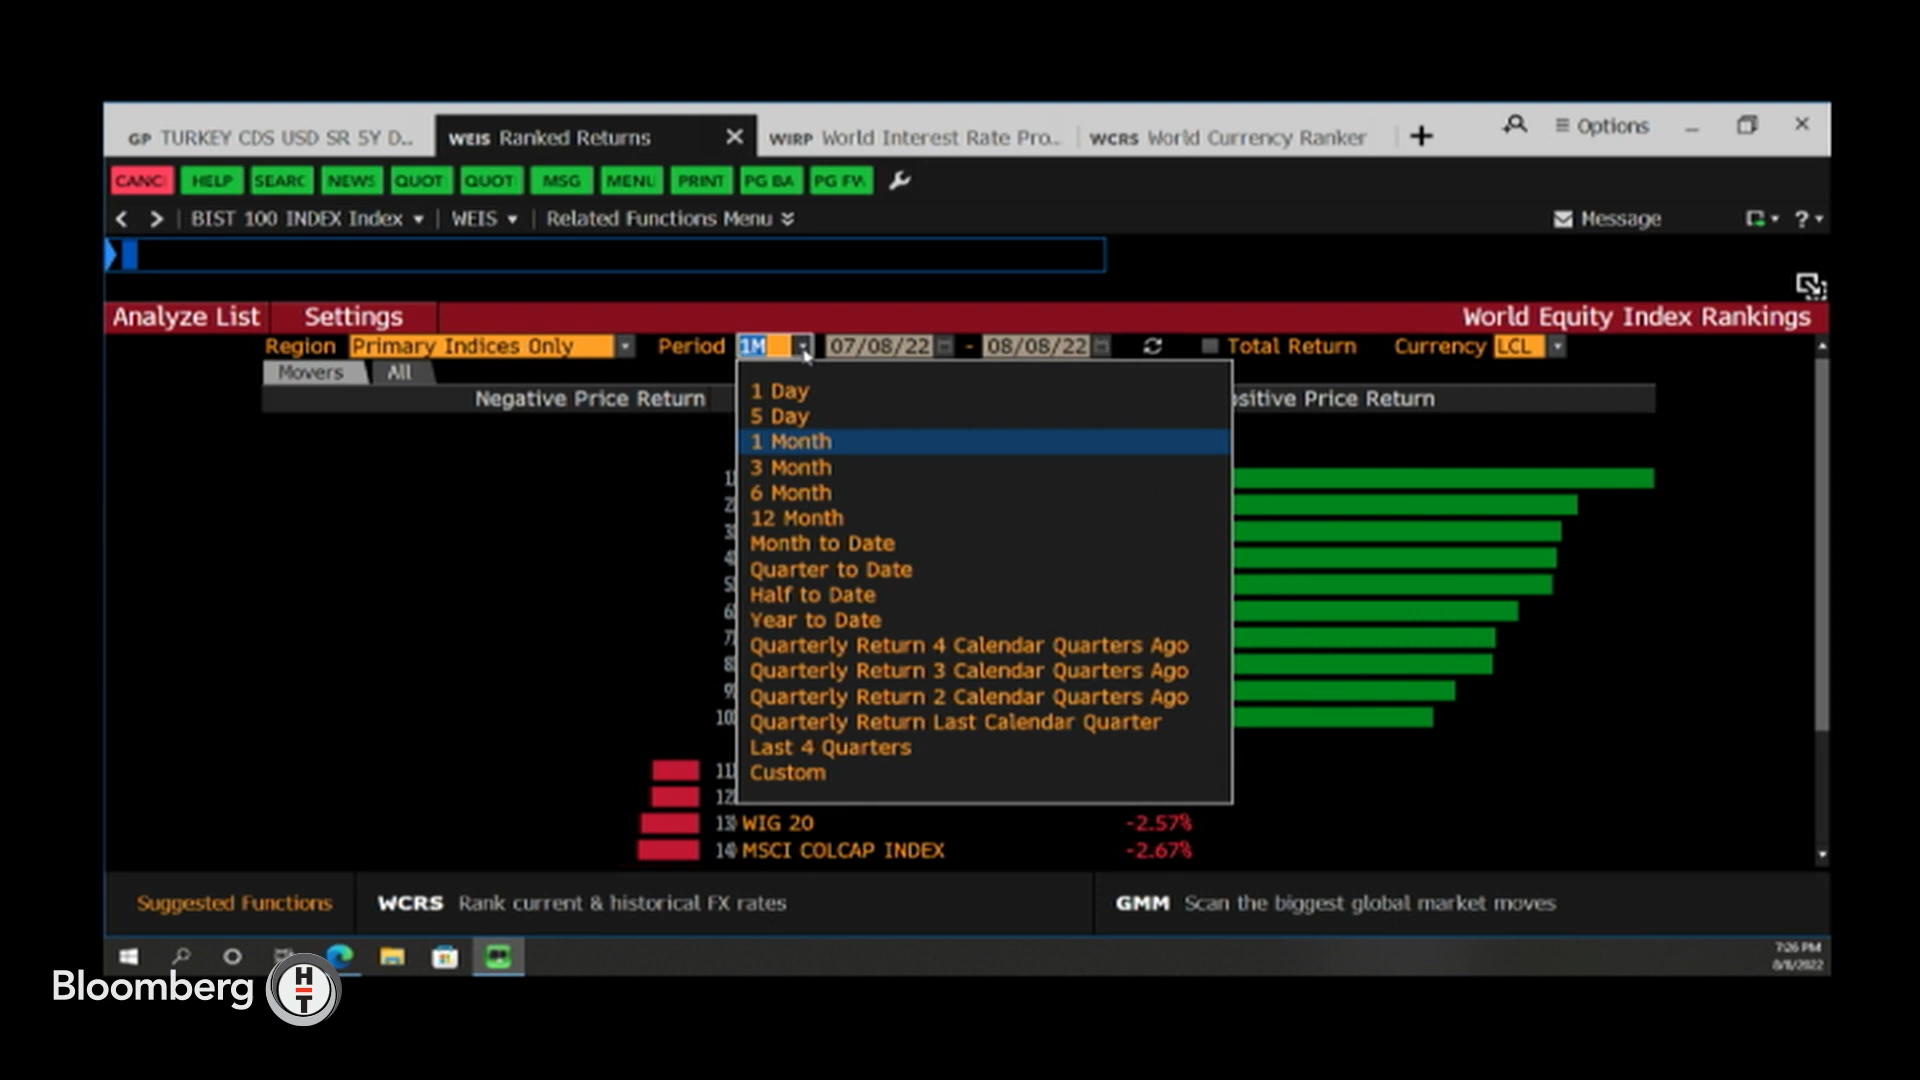 GP TURKEY CDS USD SR 5Y D... WEIS Ranked Returns WIRP World Interest Rate Pro... WCRS World Currency Ranker Options
CANC HELP SEARC NEWS QUOT QUOT MSG MENU PRINT PG BA PG FW
BIST 100 INDEX Index WEIS Related Functions Menu Message ?
Analyze List Settings World Equity Index Rankings
Region Primary Indices Only Period 1M 07/08/22 - 08/08/22 Total Return Currency LCL
Movers All
Negative Price Return ositive Price Return
1 Day
5 Day
1 Month
3 Month
6 Month
12 Month
Month to Date
Quarter to Date
Half to Date
Year to Date
Quarterly Return 4 Calendar Quarters Ago
Quarterly Return 3 Calendar Quarters Ago
Quarterly Return 2 Calendar Quarters Ago
Quarterly Return Last Calendar Quarter
Last 4 Quarters
Custom
13) WIG 20 -2.57%
14) MSCI COLCAP INDEX -2.67%
Suggested Functions WCRS Rank current & historical FX rates GMM Scan the biggest global market moves
7:26 PM
Bloomberg HT